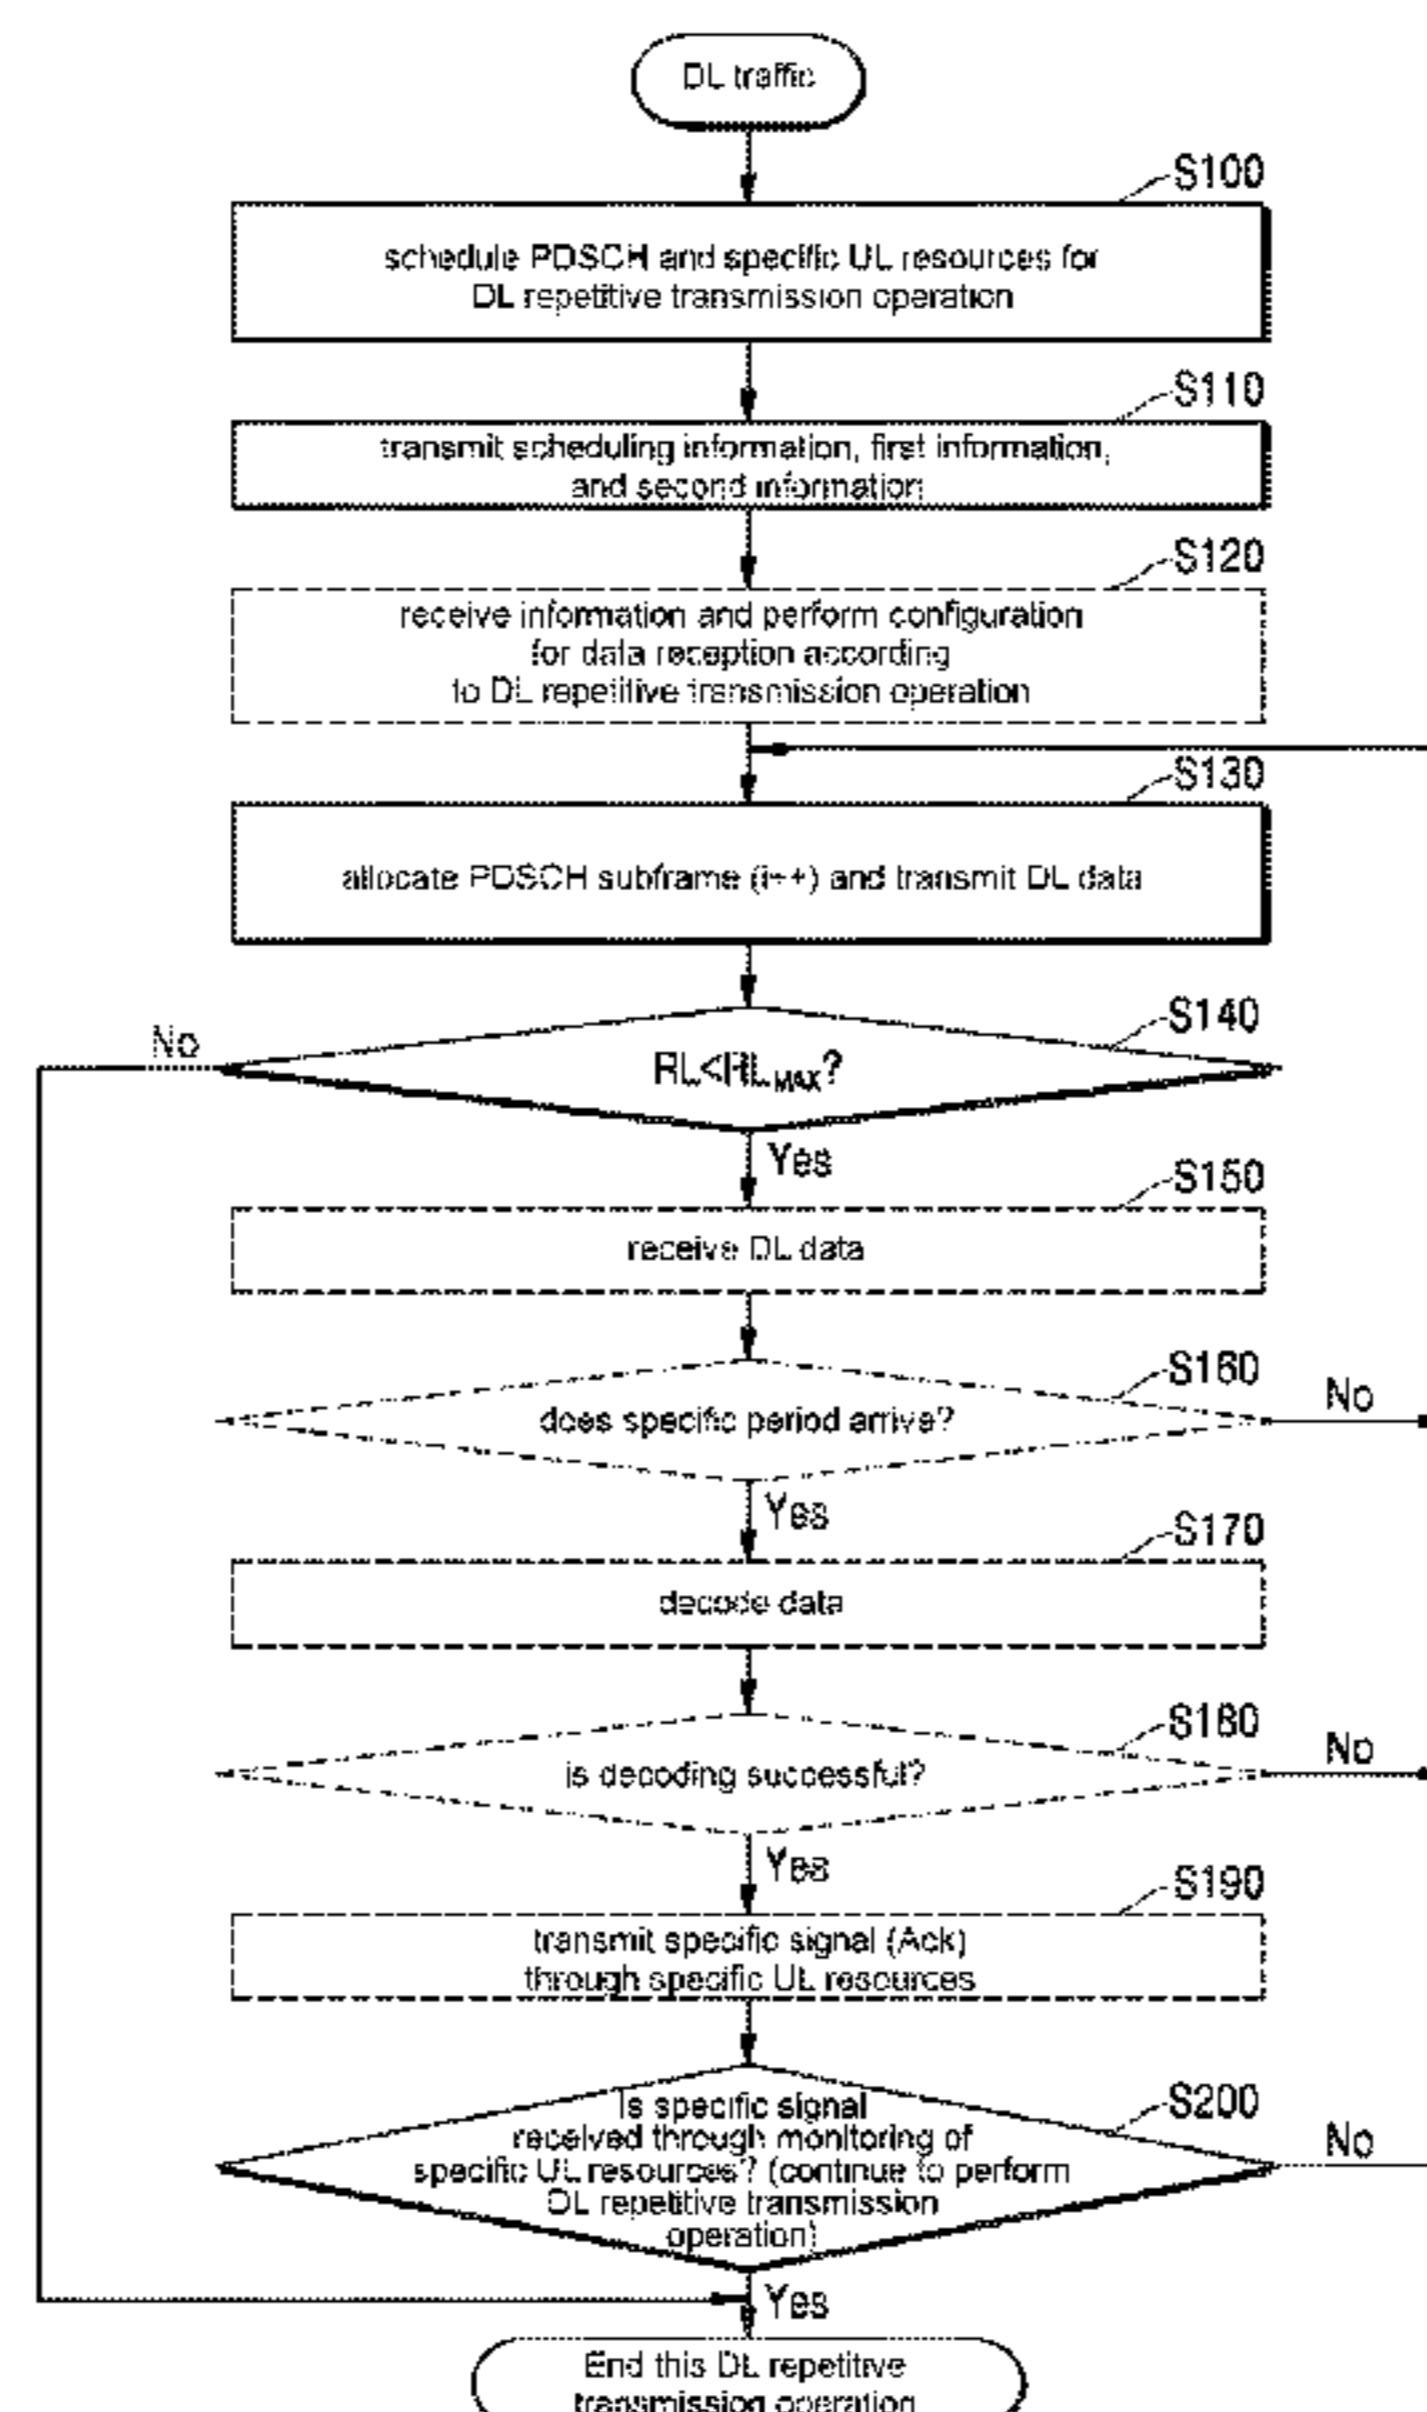 DL traffic
S100
schedule PDSCH and specific UL resources for
DL repetitive transmission operation
S110
transmit scheduling information, first information,
and second information
S120
receive information and perform configuration
for data reception according
to DL repetitive transmission operation
S130
allocate PDSCH subframe (i++) and transmit DL data
S140
No
RL<RLMAX?
Yes
S150
receive DL data
S160
does specific period arrive?
No
Yes
S170
decode data
S180
is decoding successful?
No
Yes
S190
transmit specific signal (Ack)
through specific UL resources
S200
Is specific signal
received through monitoring of
specific UL resources? (continue to perform
DL repetitive transmission
operation)
No
Yes
End this DL repetitive
transmission operation